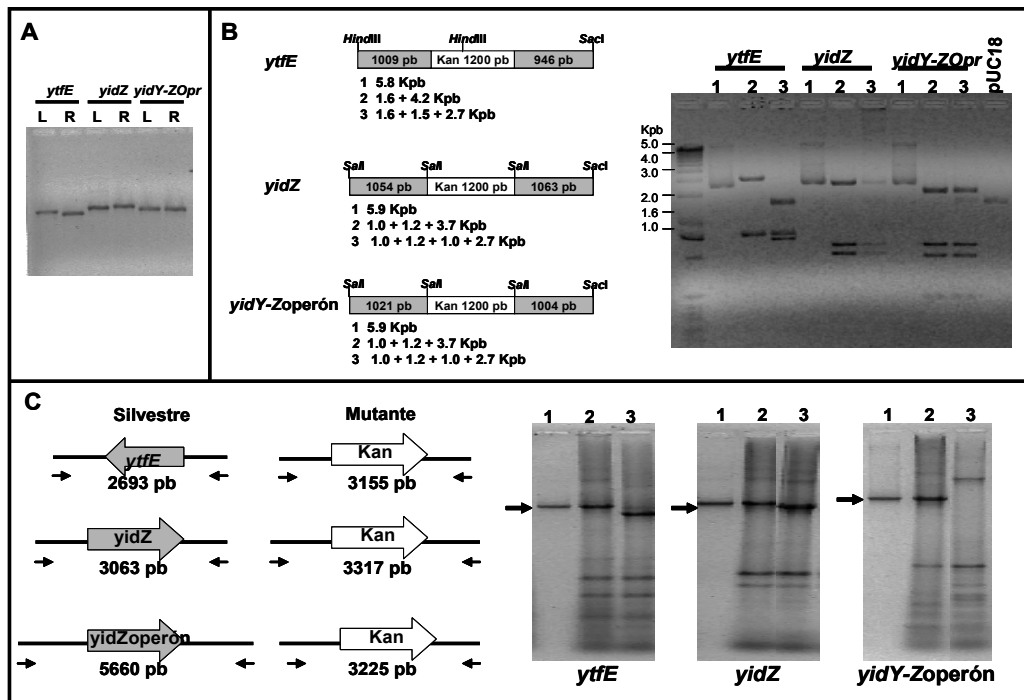 A
ytfE yidZ yidY-ZOpr
L R L R L R
B
HindIII HindIII SacI
ytfE
1009 pb Kan 1200 pb 946 pb
1 5.8 Kpb
2 1.6 + 4.2 Kpb
3 1.6 + 1.5 + 2.7 Kpb
SalI SalI SalI SacI
yidZ
1054 pb Kan 1200 pb 1063 pb
1 5.9 Kpb
2 1.0 + 1.2 + 3.7 Kpb
3 1.0 + 1.2 + 1.0 + 2.7 Kpb
SalI SalI SalI SacI
yidY-Zoperón
1021 pb Kan 1200 pb 1004 pb
1 5.9 Kpb
2 1.0 + 1.2 + 3.7 Kpb
3 1.0 + 1.2 + 1.0 + 2.7 Kpb
ytfE yidZ yidY-ZOpr pUC18
1 2 3 1 2 3 1 2 3
Kpb
5.0
4.0
3.0
2.0
1.6
1.0
C
Silvestre Mutante
ytfE Kan
2693 pb 3155 pb
yidZ Kan
3063 pb 3317 pb
yidZoperón Kan
5660 pb 3225 pb
1 2 3 1 2 3 1 2 3
ytfE yidZ yidY-Zoperón